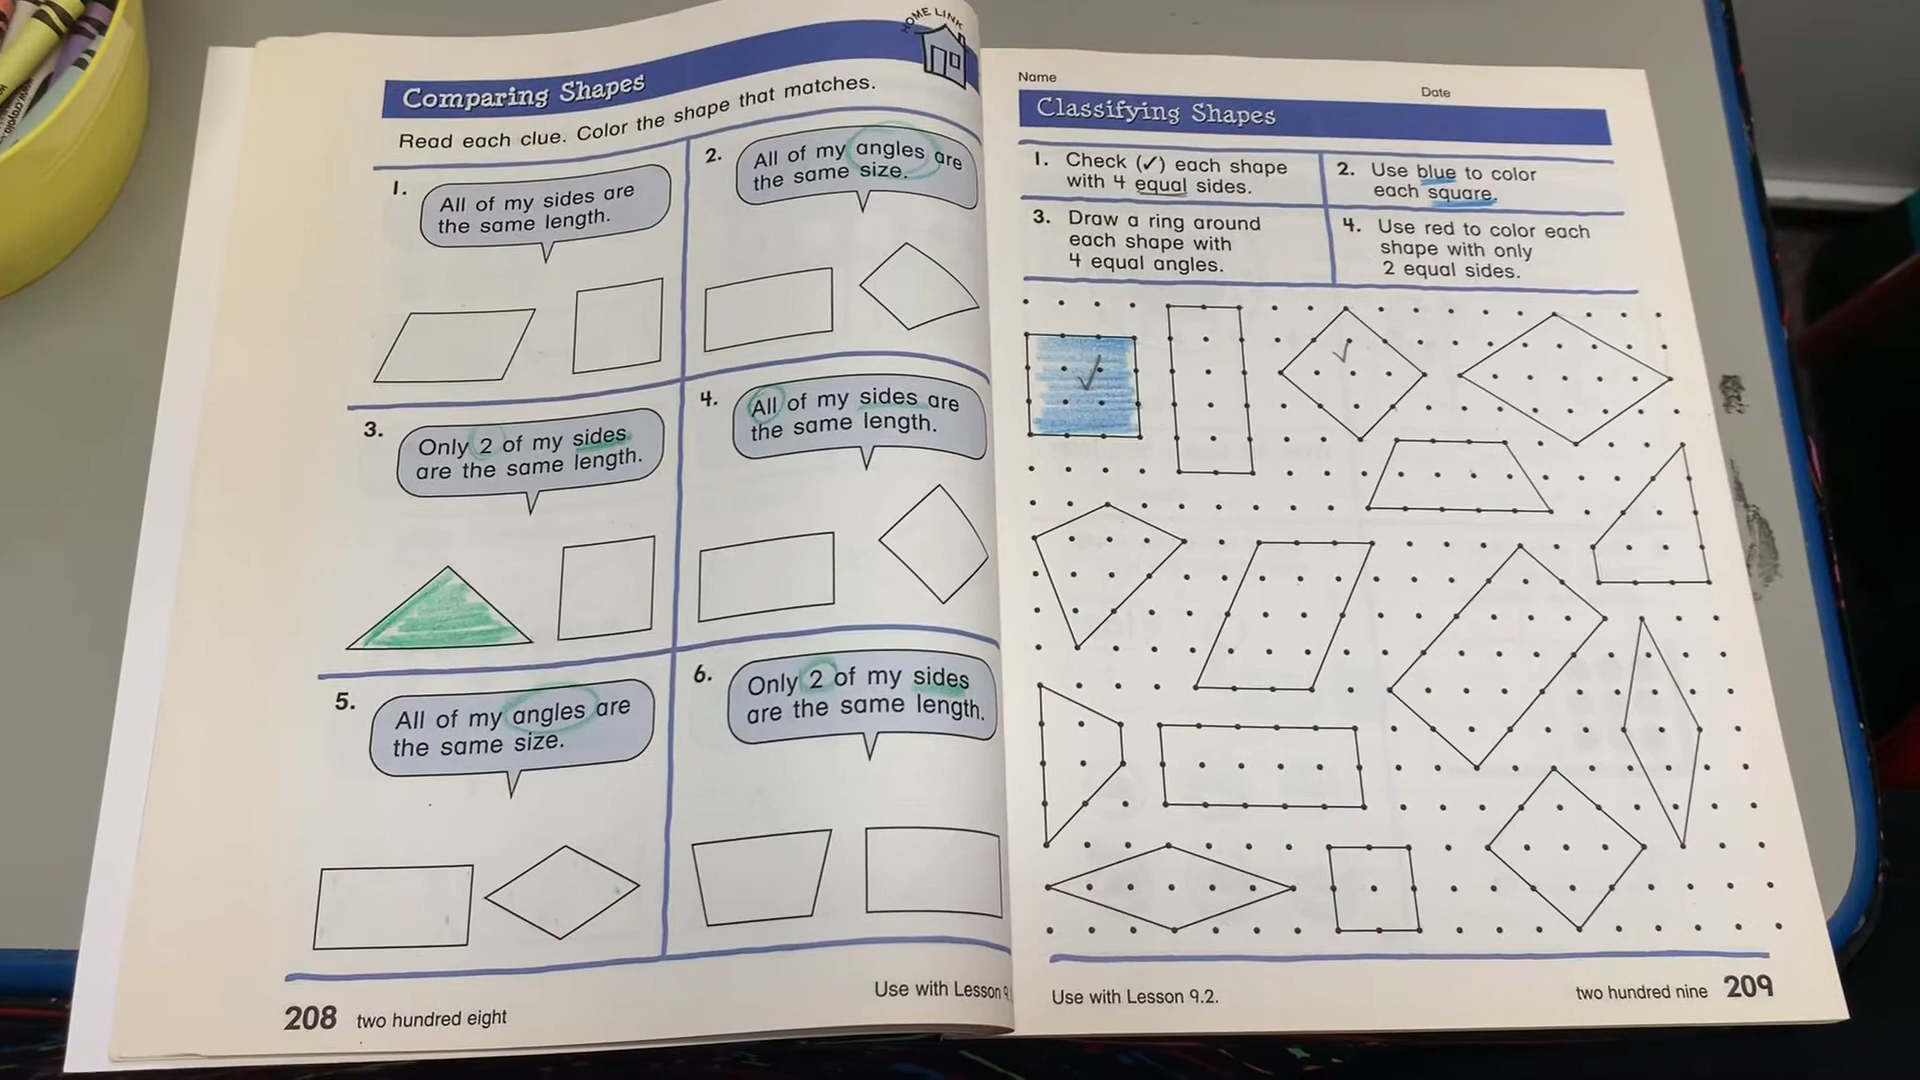 HOME LINK
Comparing Shapes
Read each clue. Color the shape that matches.
1.
All of my sides are
the same length.
2.
All of my angles are
the same size.
3.
Only 2 of my sides
are the same length.
4.
All of my sides are
the same length.
5.
All of my angles are
the same size.
6.
Only 2 of my sides
are the same length.
Use with Lesson 9.
208 two hundred eight
Name
Date
Classifying Shapes
1. Check (✓) each shape
with 4 equal sides.
2. Use blue to color
each square.
3. Draw a ring around
each shape with
4 equal angles.
4. Use red to color each
shape with only
2 equal sides.
Use with Lesson 9.2.
two hundred nine 209